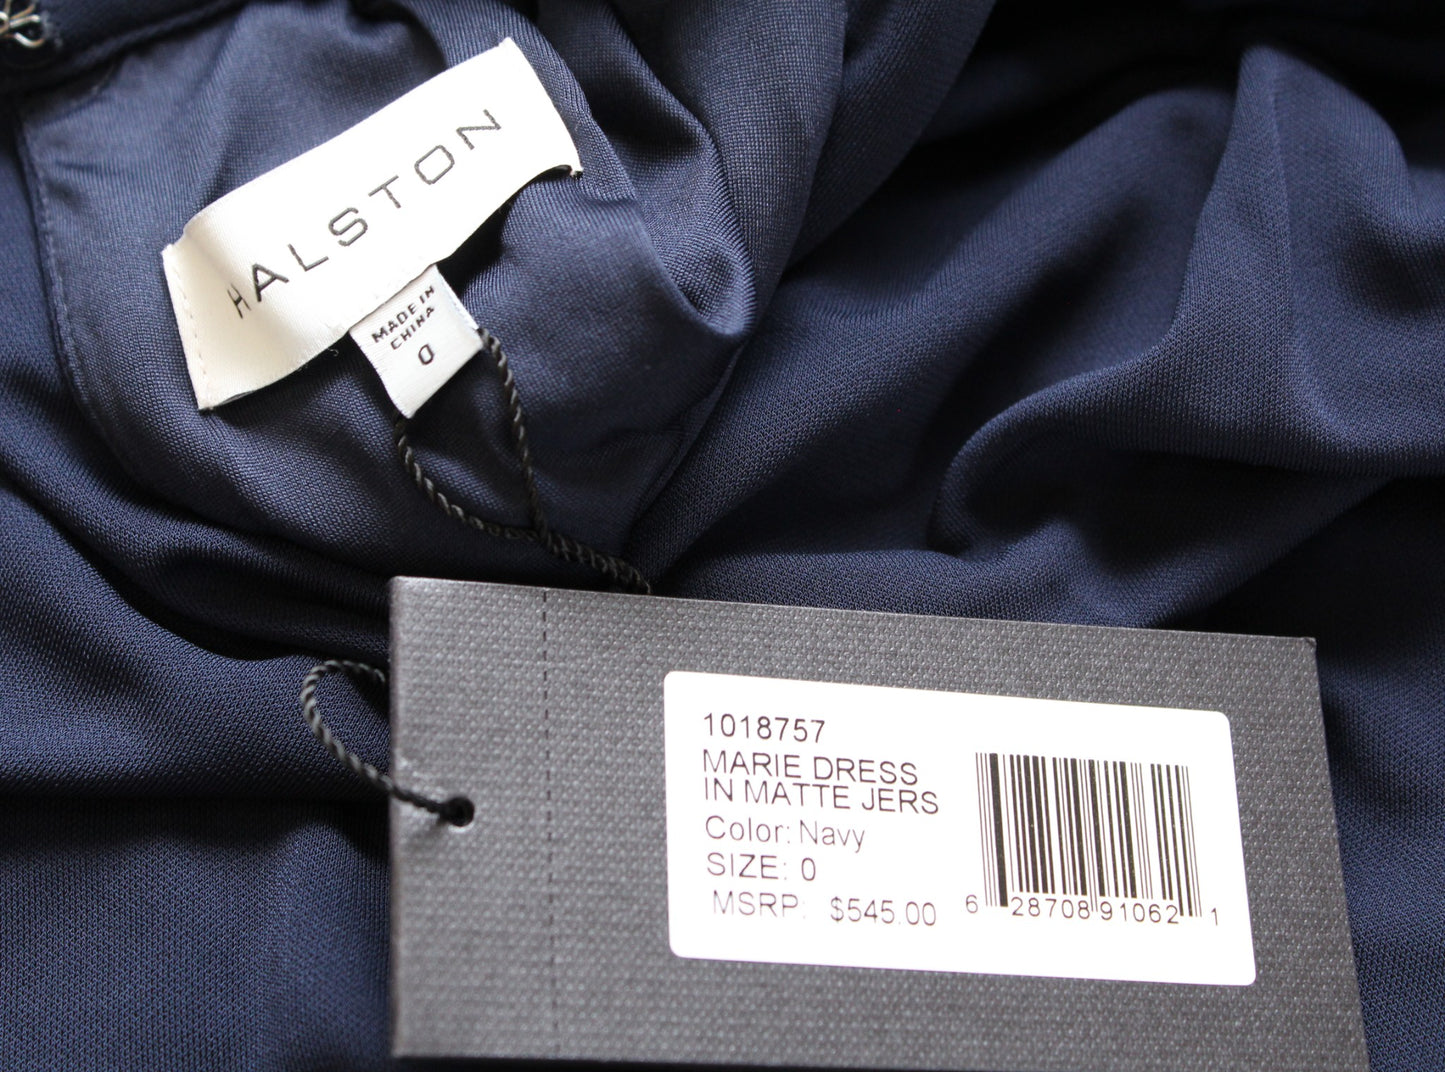 HALSTON
MADE IN
CHINA
0
1018757
MARIE DRESS
IN MATTE JERS
Color: Navy
SIZE: 0
MSRP: $545.00
6 28708 91062 1